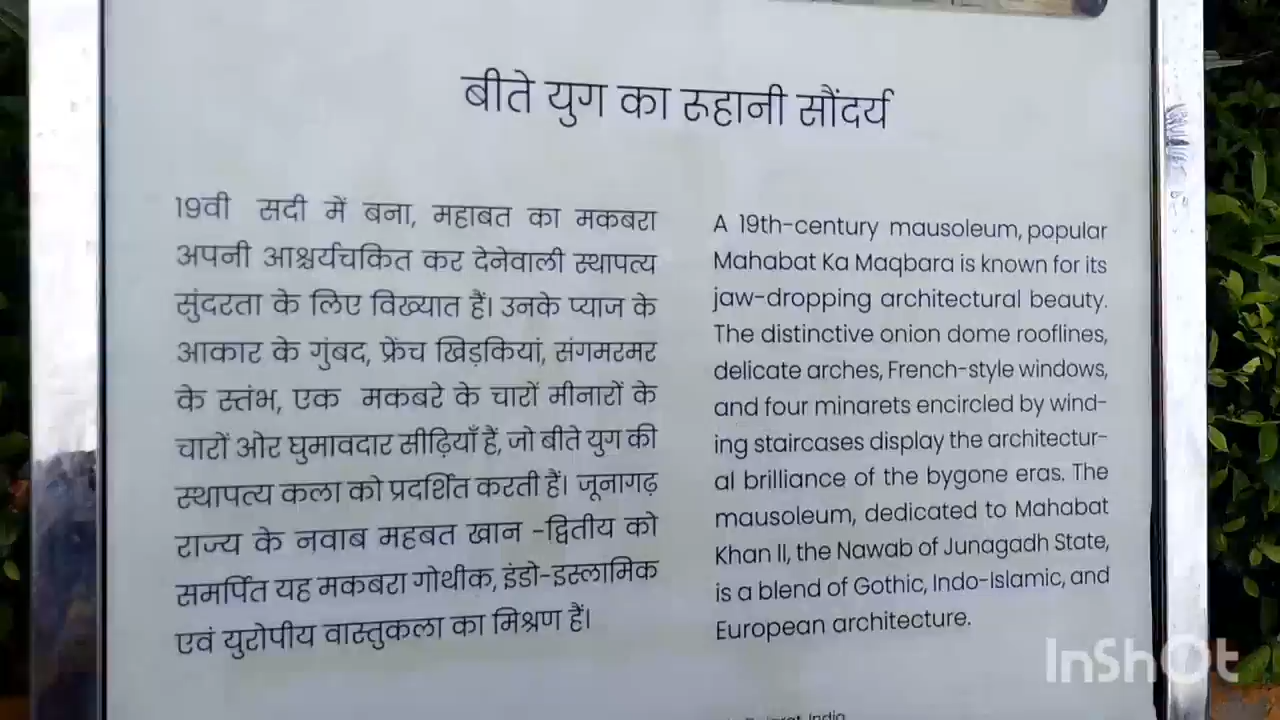 बीते युग का रूहानी सौंदर्य
19वी सदी में बना, महाबत का मकबरा
अपनी आश्चर्यचकित कर देनेवाली स्थापत्य
सुंदरता के लिए विख्यात हैं। उनके प्याज के
आकार के गुंबद, फ्रेंच खिड़कियां, संगमरमर
के स्तंभ, एक मकबरे के चारों मीनारों के
चारों ओर घुमावदार सीढ़ियाँ हैं, जो बीते युग की
स्थापत्य कला को प्रदर्शित करती हैं। जूनागढ़
राज्य के नवाब महबत खान -द्वितीय को
समर्पित यह मकबरा गोथीक, इंडो-इस्लामिक
एवं युरोपीय वास्तुकला का मिश्रण हैं।
A 19th-century mausoleum, popular
Mahabat Ka Maqbara is known for its
jaw-dropping architectural beauty.
The distinctive onion dome rooflines,
delicate arches, French-style windows,
and four minarets encircled by wind-
ing staircases display the architectur-
al brilliance of the bygone eras. The
mausoleum, dedicated to Mahabat
Khan II, the Nawab of Junagadh State,
is a blend of Gothic, Indo-Islamic, and
European architecture.
InShOt
India